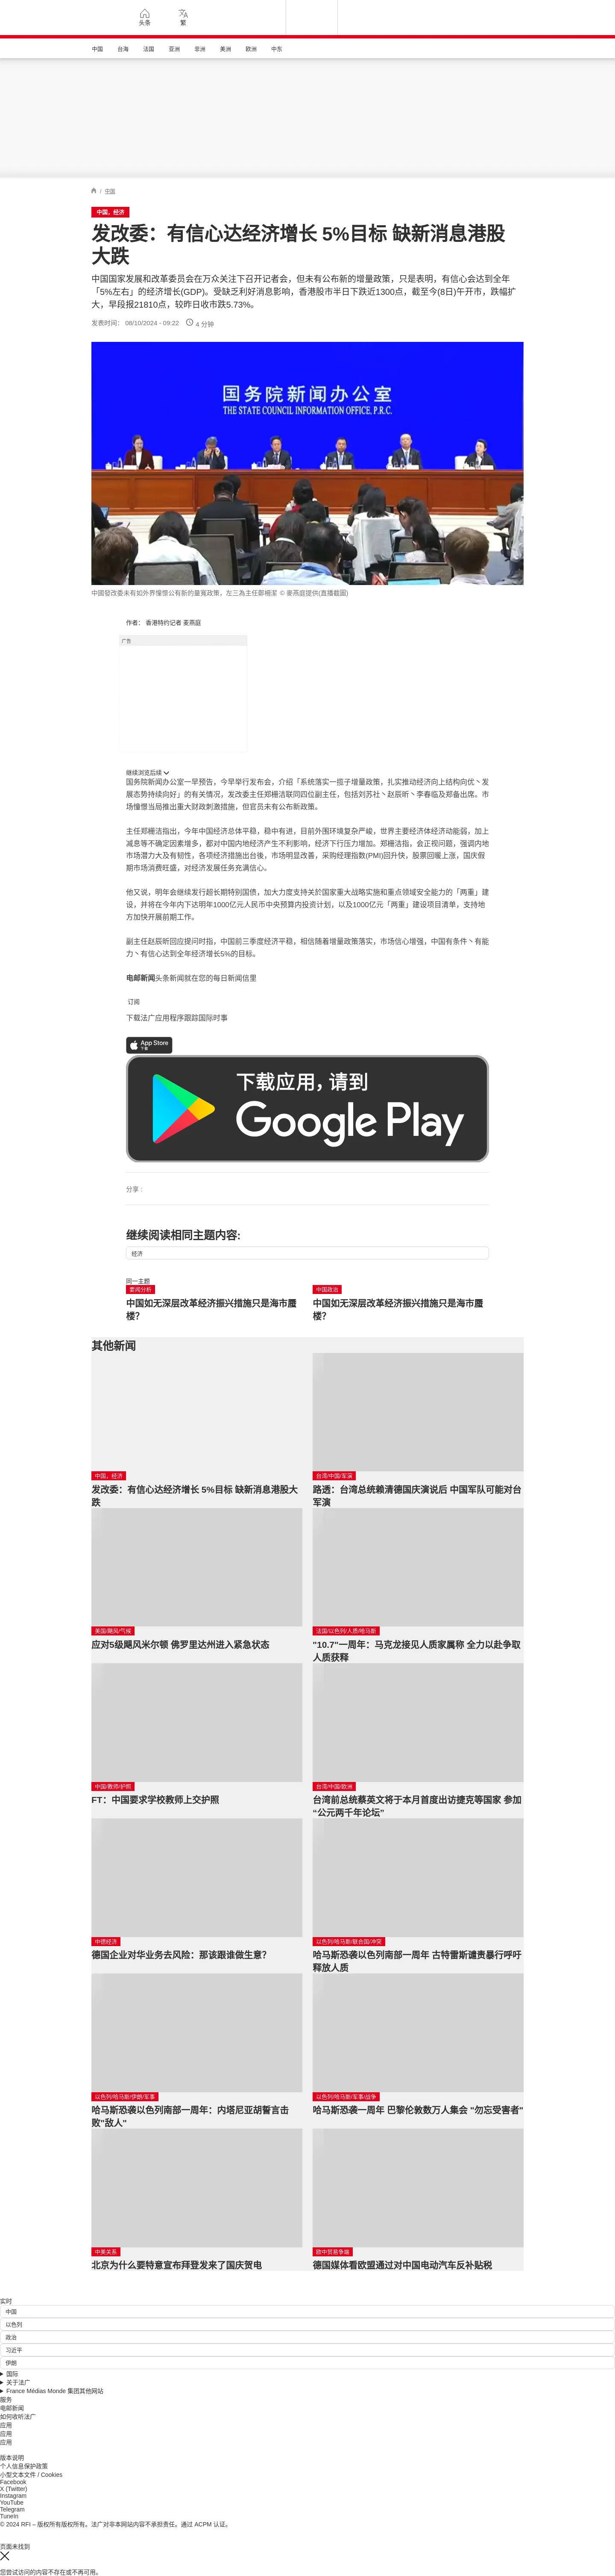 头条
繁
中国
台海
法国
亚洲
非洲
美洲
欧洲
中东
/ 中国
中国，经济
发改委：有信心达经济增长 5%目标 缺新消息港股
大跌
中国国家发展和改革委员会在万众关注下召开记者会，但未有公布新的增量政策，只是表明，有信心会达到全年
「5%左右」的经济增长(GDP)。受缺乏利好消息影响，香港股市半日下跌近1300点，截至今(8日)午开市，跌幅扩
大，早段报21810点，较昨日收市跌5.73%。
发表时间： 08/10/2024 - 09:22
4 分钟
国务院新闻办公室
THE STATE COUNCIL INFORMATION OFFICE, P.R.C.
中國發改委未有如外界憧憬公有新的量寬政策，左三為主任鄭柵潔 © 麥燕庭提供(直播截圖)
作者： 香港特约记者 麦燕庭
广告
继续浏览后续
国务院新闻办公室一早预告，今早举行发布会，介绍「系统落实一揽子增量政策，扎实推动经济向上结构向优丶发
展态势持续向好」的有关情况，发改委主任郑栅洁联同四位副主任，包括刘苏社丶赵辰昕丶李春临及郑备出席，市
场憧憬当局推出重大财政刺激措施，但官员未有公布新政策。
主任郑栅洁指出，今年中国经济总体平稳，稳中有进，目前外围环境复杂严峻，世界主要经济体经济动能弱，加上
减息等不确定因素增多，都对中国内地经济产生不利影响，经济下行压力增加。郑栅洁指，会正视问题，强调内地
市场潜力大及有韧性，各项经济措施出台後，市场明显改善，采购经理指数(PMI)回升快，股票回暖上涨，国庆假
期市场消费旺盛，对经济发展任务充满信心。
他又说，明年会继续发行超长期特别国债，加大力度支持关於国家重大战略实施和重点领域安全能力的「两重」建
设，并将在今年内下达明年1000亿元人民币中央预算内投资计划，以及1000亿元「两重」建设项目清单，支持地
方加快开展前期工作。
副主任赵辰昕回应提问时指，中国前三季度经济平稳，相信随着增量政策落实，市场信心增强，中国有条件丶有能
力丶有信心达到全年经济增长5%的目标。
电邮新闻头条新闻就在您的每日新闻信里
订阅
下载法广应用程序跟踪国际时事
App Store
下载
下载应用，请到
Google Play
分享 :
继续阅读相同主题内容:
经济
同一主题
要闻分析
中国如无深层改革经济振兴措施只是海市蜃
楼？
中国政治
中国如无深层改革经济振兴措施只是海市蜃
楼？
其他新闻
中国，经济
发改委：有信心达经济增长 5%目标 缺新消息港股大
跌
台湾/中国/军演
路透：台湾总统赖清德国庆演说后 中国军队可能对台
军演
美国/飓风/气候
应对5级飓风米尔顿 佛罗里达州进入紧急状态
法国/以色列/人质/哈马斯
"10.7"一周年：马克龙接见人质家属称 全力以赴争取
人质获释
中国/教师/护照
FT：中国要求学校教师上交护照
台湾/中国/欧洲
台湾前总统蔡英文将于本月首度出访捷克等国家 参加
“公元两千年论坛”
中德经济
德国企业对华业务去风险：那该跟谁做生意？
以色列/哈马斯/联合国/冲突
哈马斯恐袭以色列南部一周年 古特雷斯谴责暴行呼吁
释放人质
以色列/哈马斯/伊朗/军事
哈马斯恐袭以色列南部一周年：内塔尼亚胡誓言击
败"敌人"
以色列/哈马斯/军事/战争
哈马斯恐袭一周年 巴黎伦敦数万人集会 “勿忘受害者”
中美关系
北京为什么要特意宣布拜登发来了国庆贺电
欧中贸易争端
德国媒体看欧盟通过对中国电动汽车反补贴税
实时
中国
以色列
政治
习近平
伊朗
国际
关于法广
France Médias Monde 集团其他网站
服务
电邮新闻
如何收听法广
应用
应用
应用
版本说明
个人信息保护政策
小型文本文件 / Cookies
Facebook
X (Twitter)
Instagram
YouTube
Telegram
TuneIn
© 2024 RFI – 版权所有版权所有。法广对非本网站内容不承担责任。通过 ACPM 认证。
页面未找到
您尝试访问的内容不存在或不再可用。